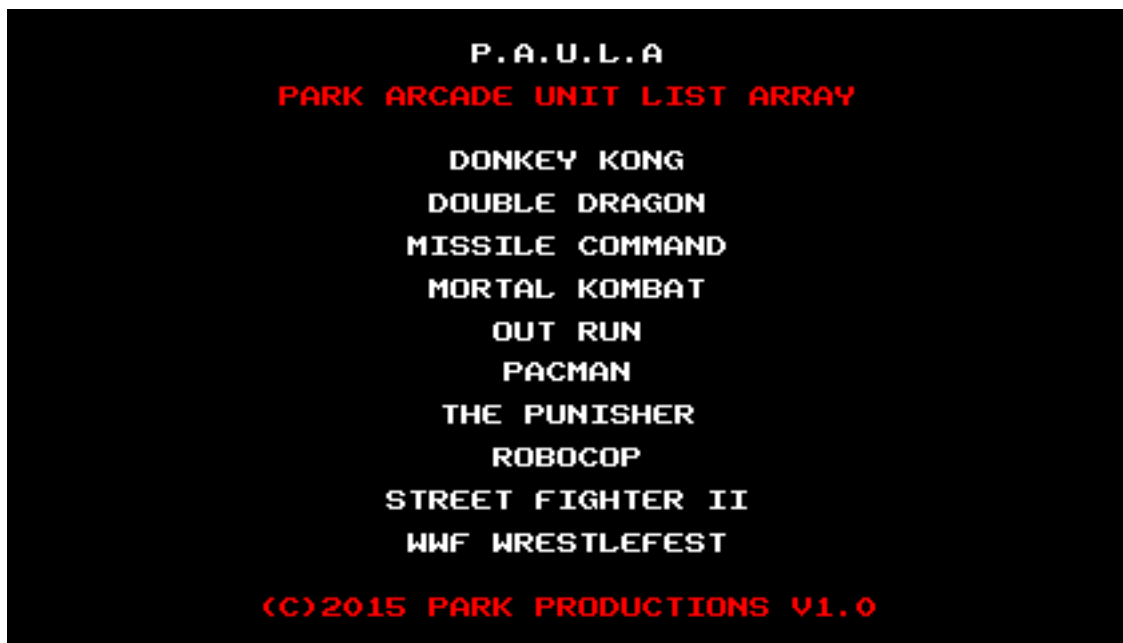 P.A.U.L.A
PARK ARCADE UNIT LIST ARRAY
DONKEY KONG
DOUBLE DRAGON
MISSILE COMMAND
MORTAL KOMBAT
OUT RUN
PACMAN
THE PUNISHER
ROBOCOP
STREET FIGHTER II
WWF WRESTLEFEST
(C)2015 PARK PRODUCTIONS V1.0